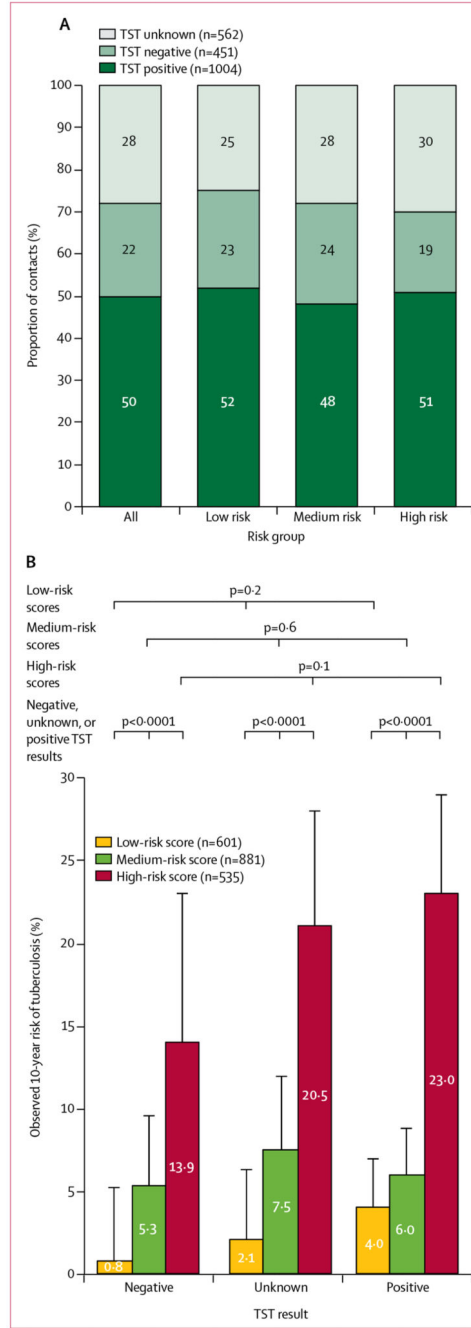 A
TST unknown (n=562)
TST negative (n=451)
TST positive (n=1004)
Proportion of contacts (%)
100
90
80
70
60
50
40
30
20
10
0
28
25
28
30
22
23
24
19
50
52
48
51
All
Low risk
Medium risk
High risk
Risk group
B
Low-risk
scores
p=0·2
Medium-risk
scores
p=0·6
High-risk
scores
p=0·1
Negative,
unknown, or
positive TST
results
p<0·0001
p<0·0001
p<0·0001
Observed 10-year risk of tuberculosis (%)
30
25
20
15
10
5
0
Low-risk score (n=601)
Medium-risk score (n=881)
High-risk score (n=535)
0·8
5·3
13·9
2·1
7·5
20·5
4·0
6·0
23·0
Negative
Unknown
Positive
TST result